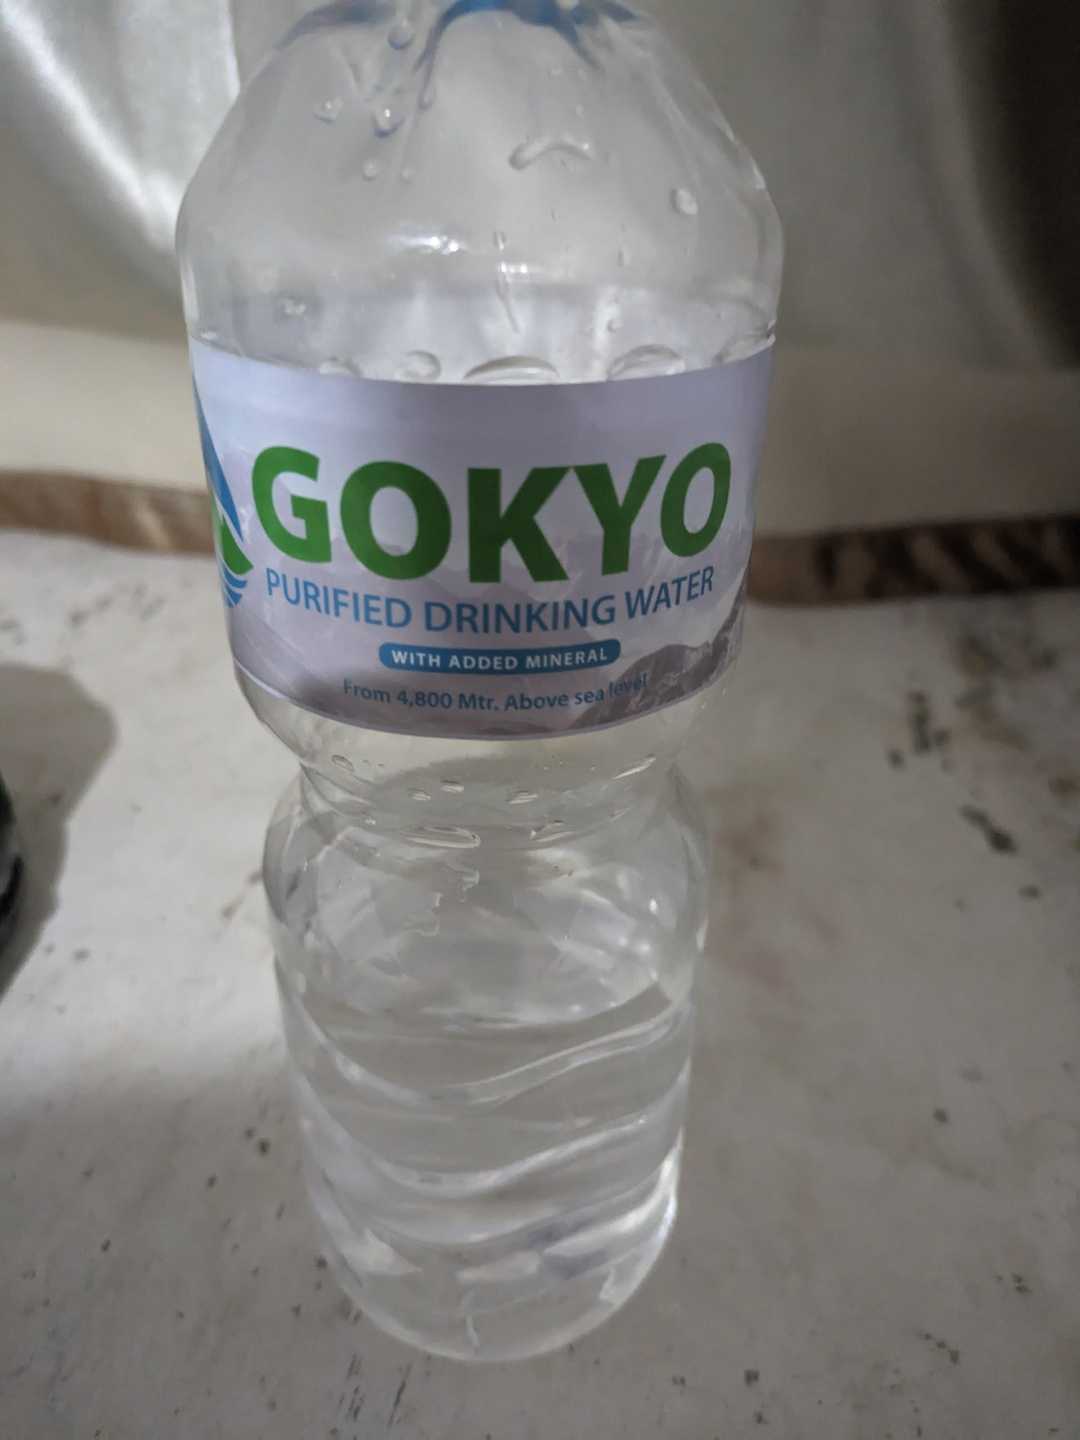 GOKYO
PURIFIED DRINKING WATER
WITH ADDED MINERAL
From 4,800 Mtr. Above sea level